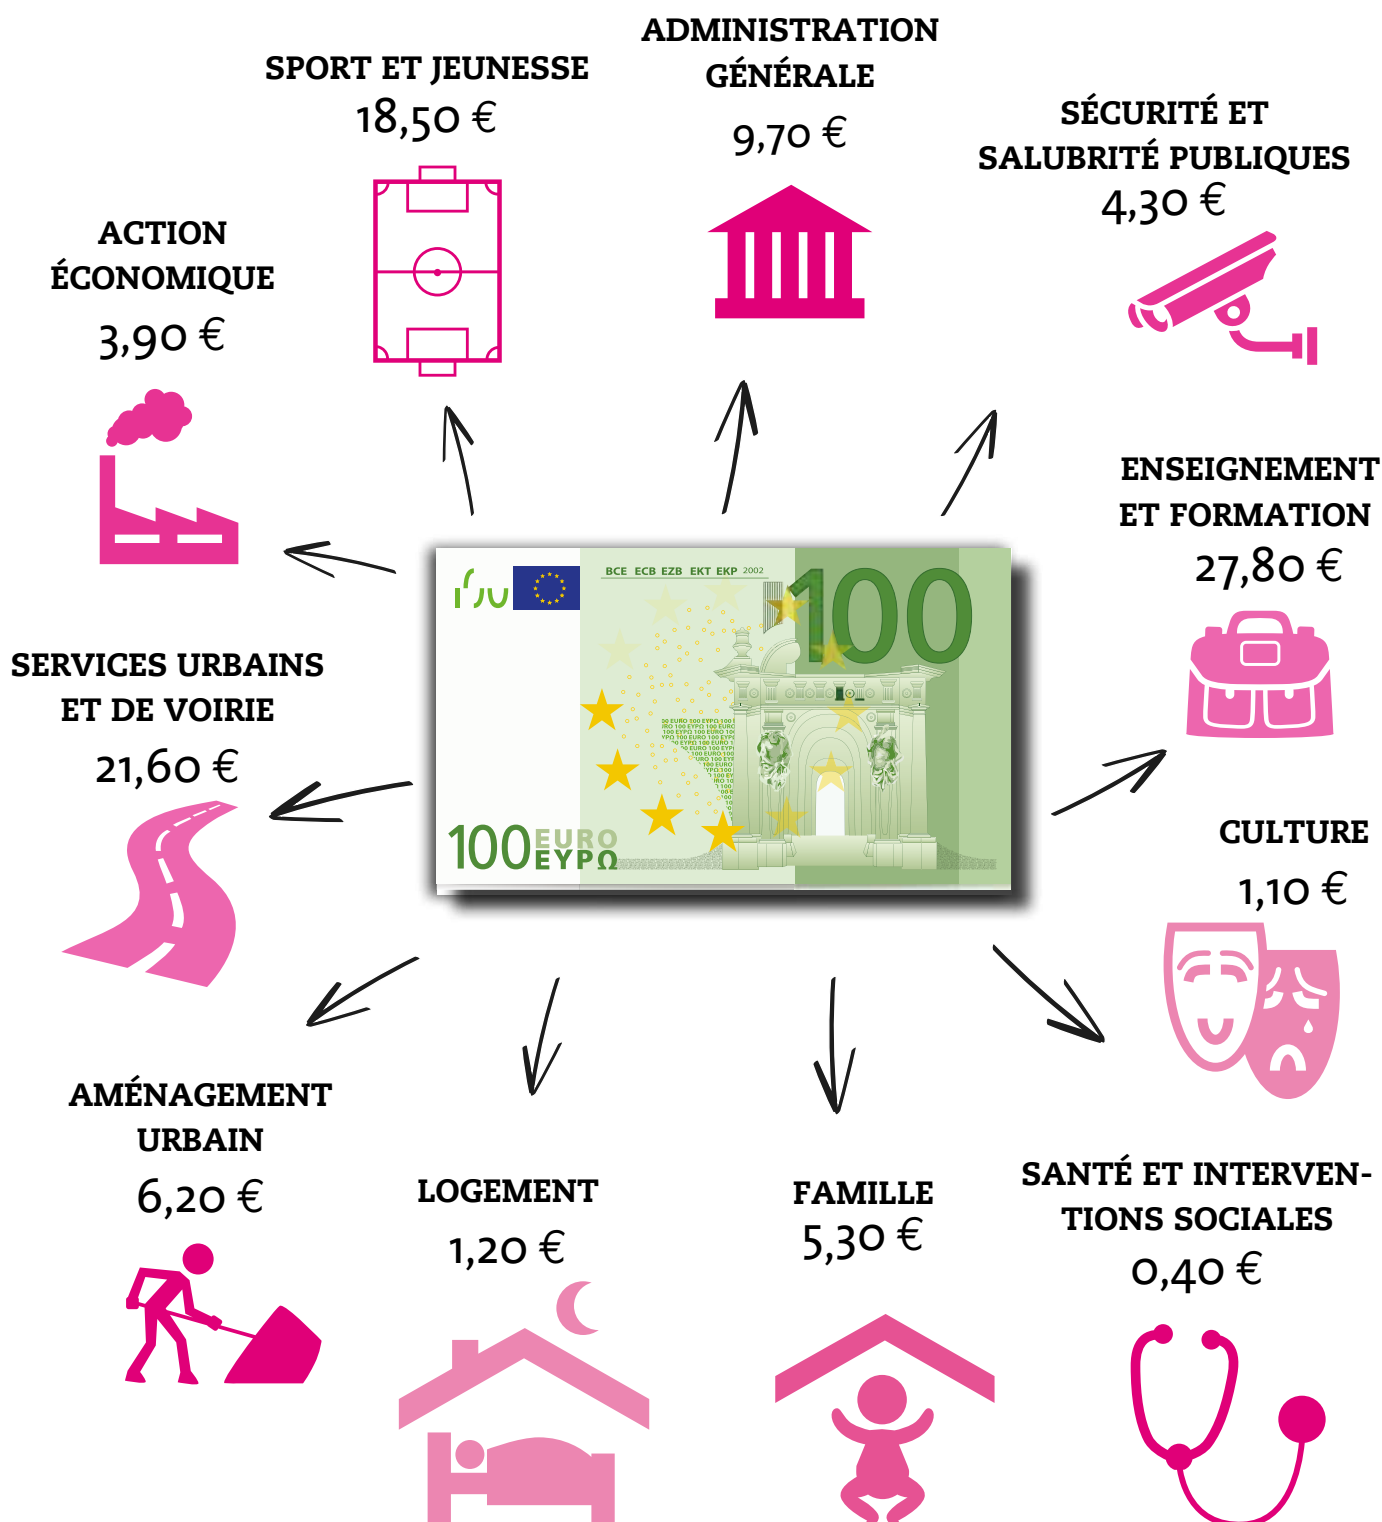 ADMINISTRATION
GÉNÉRALE
9,70 €
SPORT ET JEUNESSE
18,50 €
SÉCURITÉ ET
SALUBRITÉ PUBLIQUES
4,30 €
ACTION
ÉCONOMIQUE
3,90 €
ENSEIGNEMENT
ET FORMATION
27,80 €
BCE ECB EZB EKT EKP 2002
100
100 EURO
ΕΥΡΩ
SERVICES URBAINS
ET DE VOIRIE
21,60 €
CULTURE
1,10 €
AMÉNAGEMENT
URBAIN
6,20 €
LOGEMENT
1,20 €
FAMILLE
5,30 €
SANTÉ ET INTERVEN-
TIONS SOCIALES
0,40 €